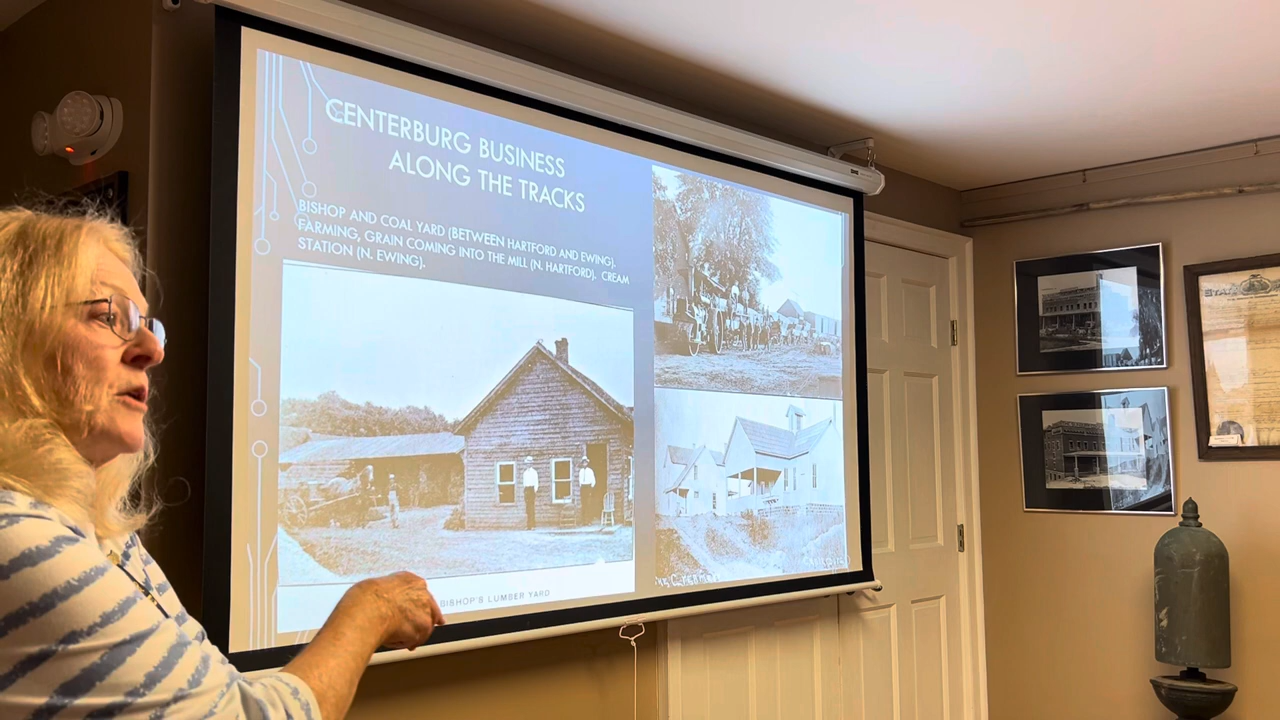 CENTERBURG BUSINESS
ALONG THE TRACKS
BISHOP AND COAL YARD (BETWEEN HARTFORD AND EWING).
FARMING, GRAIN COMING INTO THE MILL (N. HARTFORD). CREAM
STATION (N. EWING).
BISHOP'S LUMBER YARD